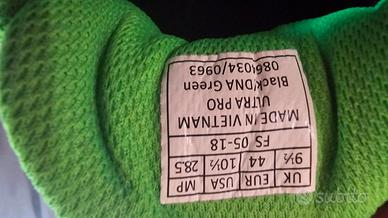 UK EUR USA MP
9½ 44 10½ 28.5
FS 05-18
MADE IN VIETNAM
ULTRA PRO
Black/DNA Green
086/034/0963
subito